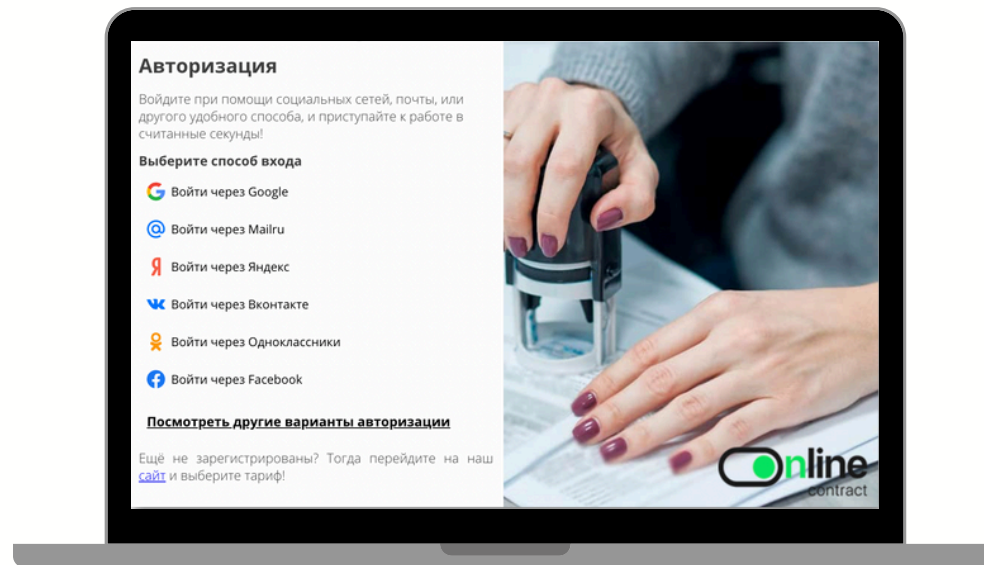 Авторизация
Войдите при помощи социальных сетей, почты, или
другого удобного способа, и приступайте к работе в
считанные секунды!
Выберите способ входа
Войти через Google
Войти через Mailru
Войти через Яндекс
Войти через Вконтакте
Войти через Одноклассники
Войти через Facebook
Посмотреть другие варианты авторизации
Ещё не зарегистрированы? Тогда перейдите на наш
сайт и выберите тариф!
Online
contract